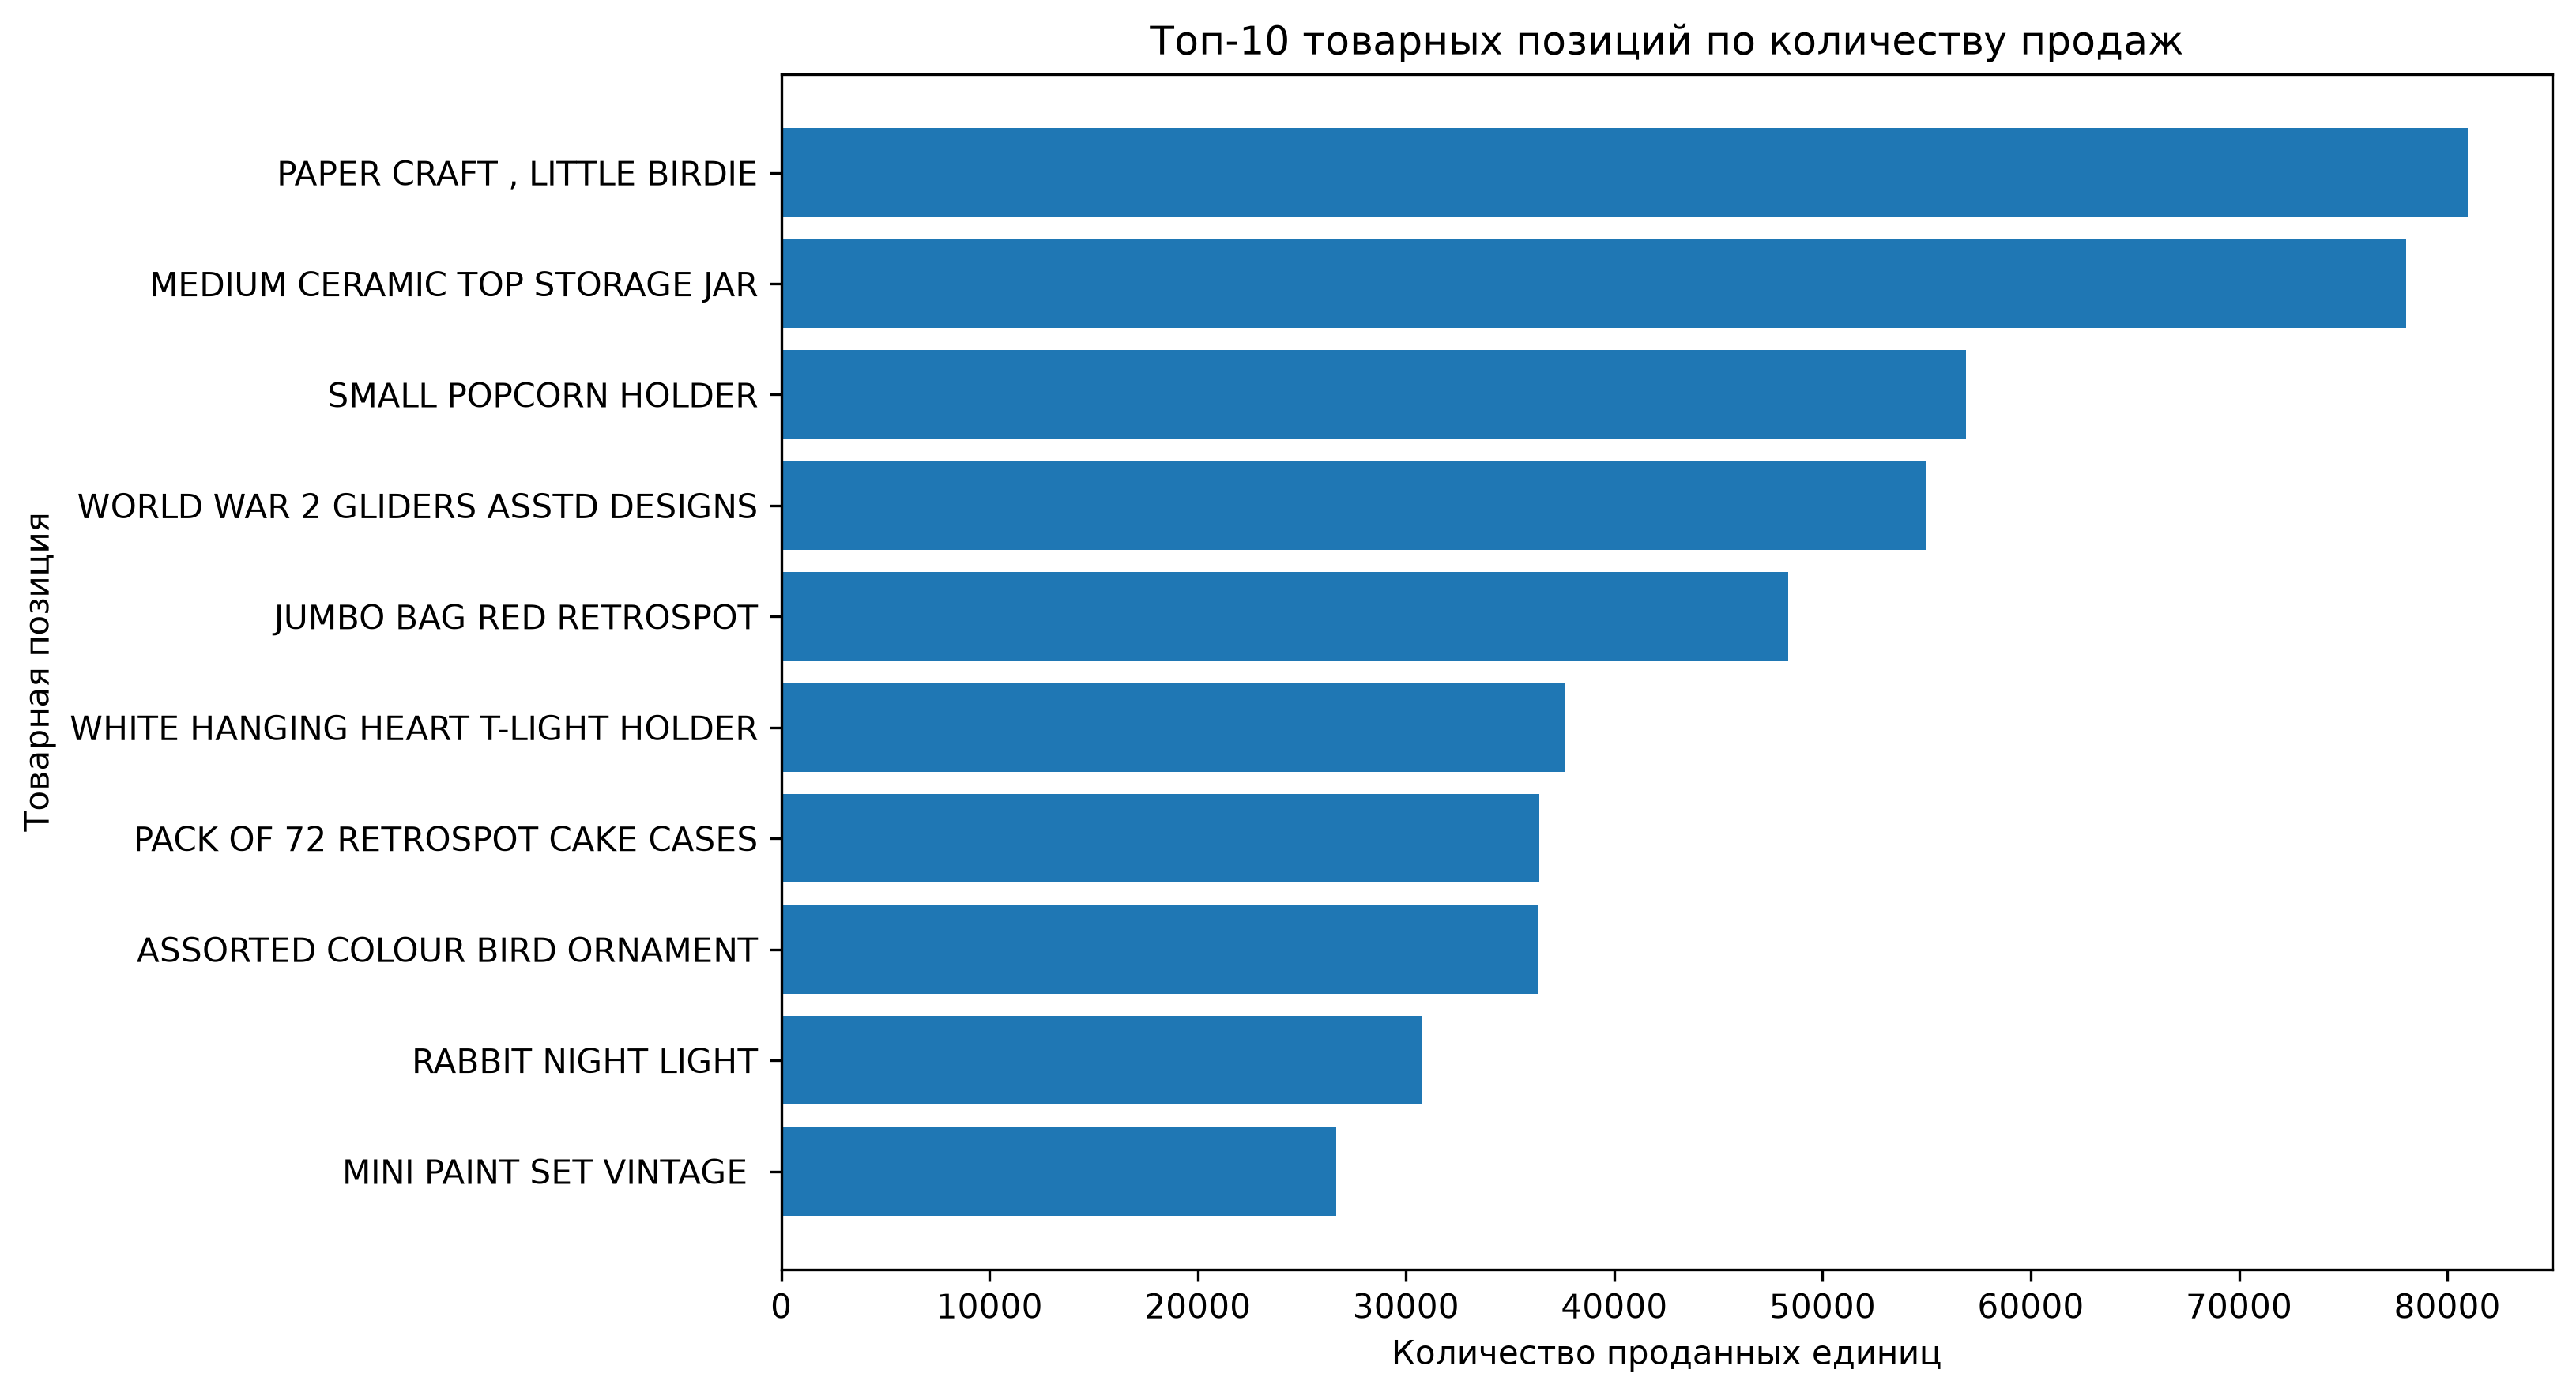 Топ-10 товарных позиций по количеству продаж
Товарная позиция
PAPER CRAFT , LITTLE BIRDIE
MEDIUM CERAMIC TOP STORAGE JAR
SMALL POPCORN HOLDER
WORLD WAR 2 GLIDERS ASSTD DESIGNS
JUMBO BAG RED RETROSPOT
WHITE HANGING HEART T-LIGHT HOLDER
PACK OF 72 RETROSPOT CAKE CASES
ASSORTED COLOUR BIRD ORNAMENT
RABBIT NIGHT LIGHT
MINI PAINT SET VINTAGE
0 10000 20000 30000 40000 50000 60000 70000 80000
Количество проданных единиц